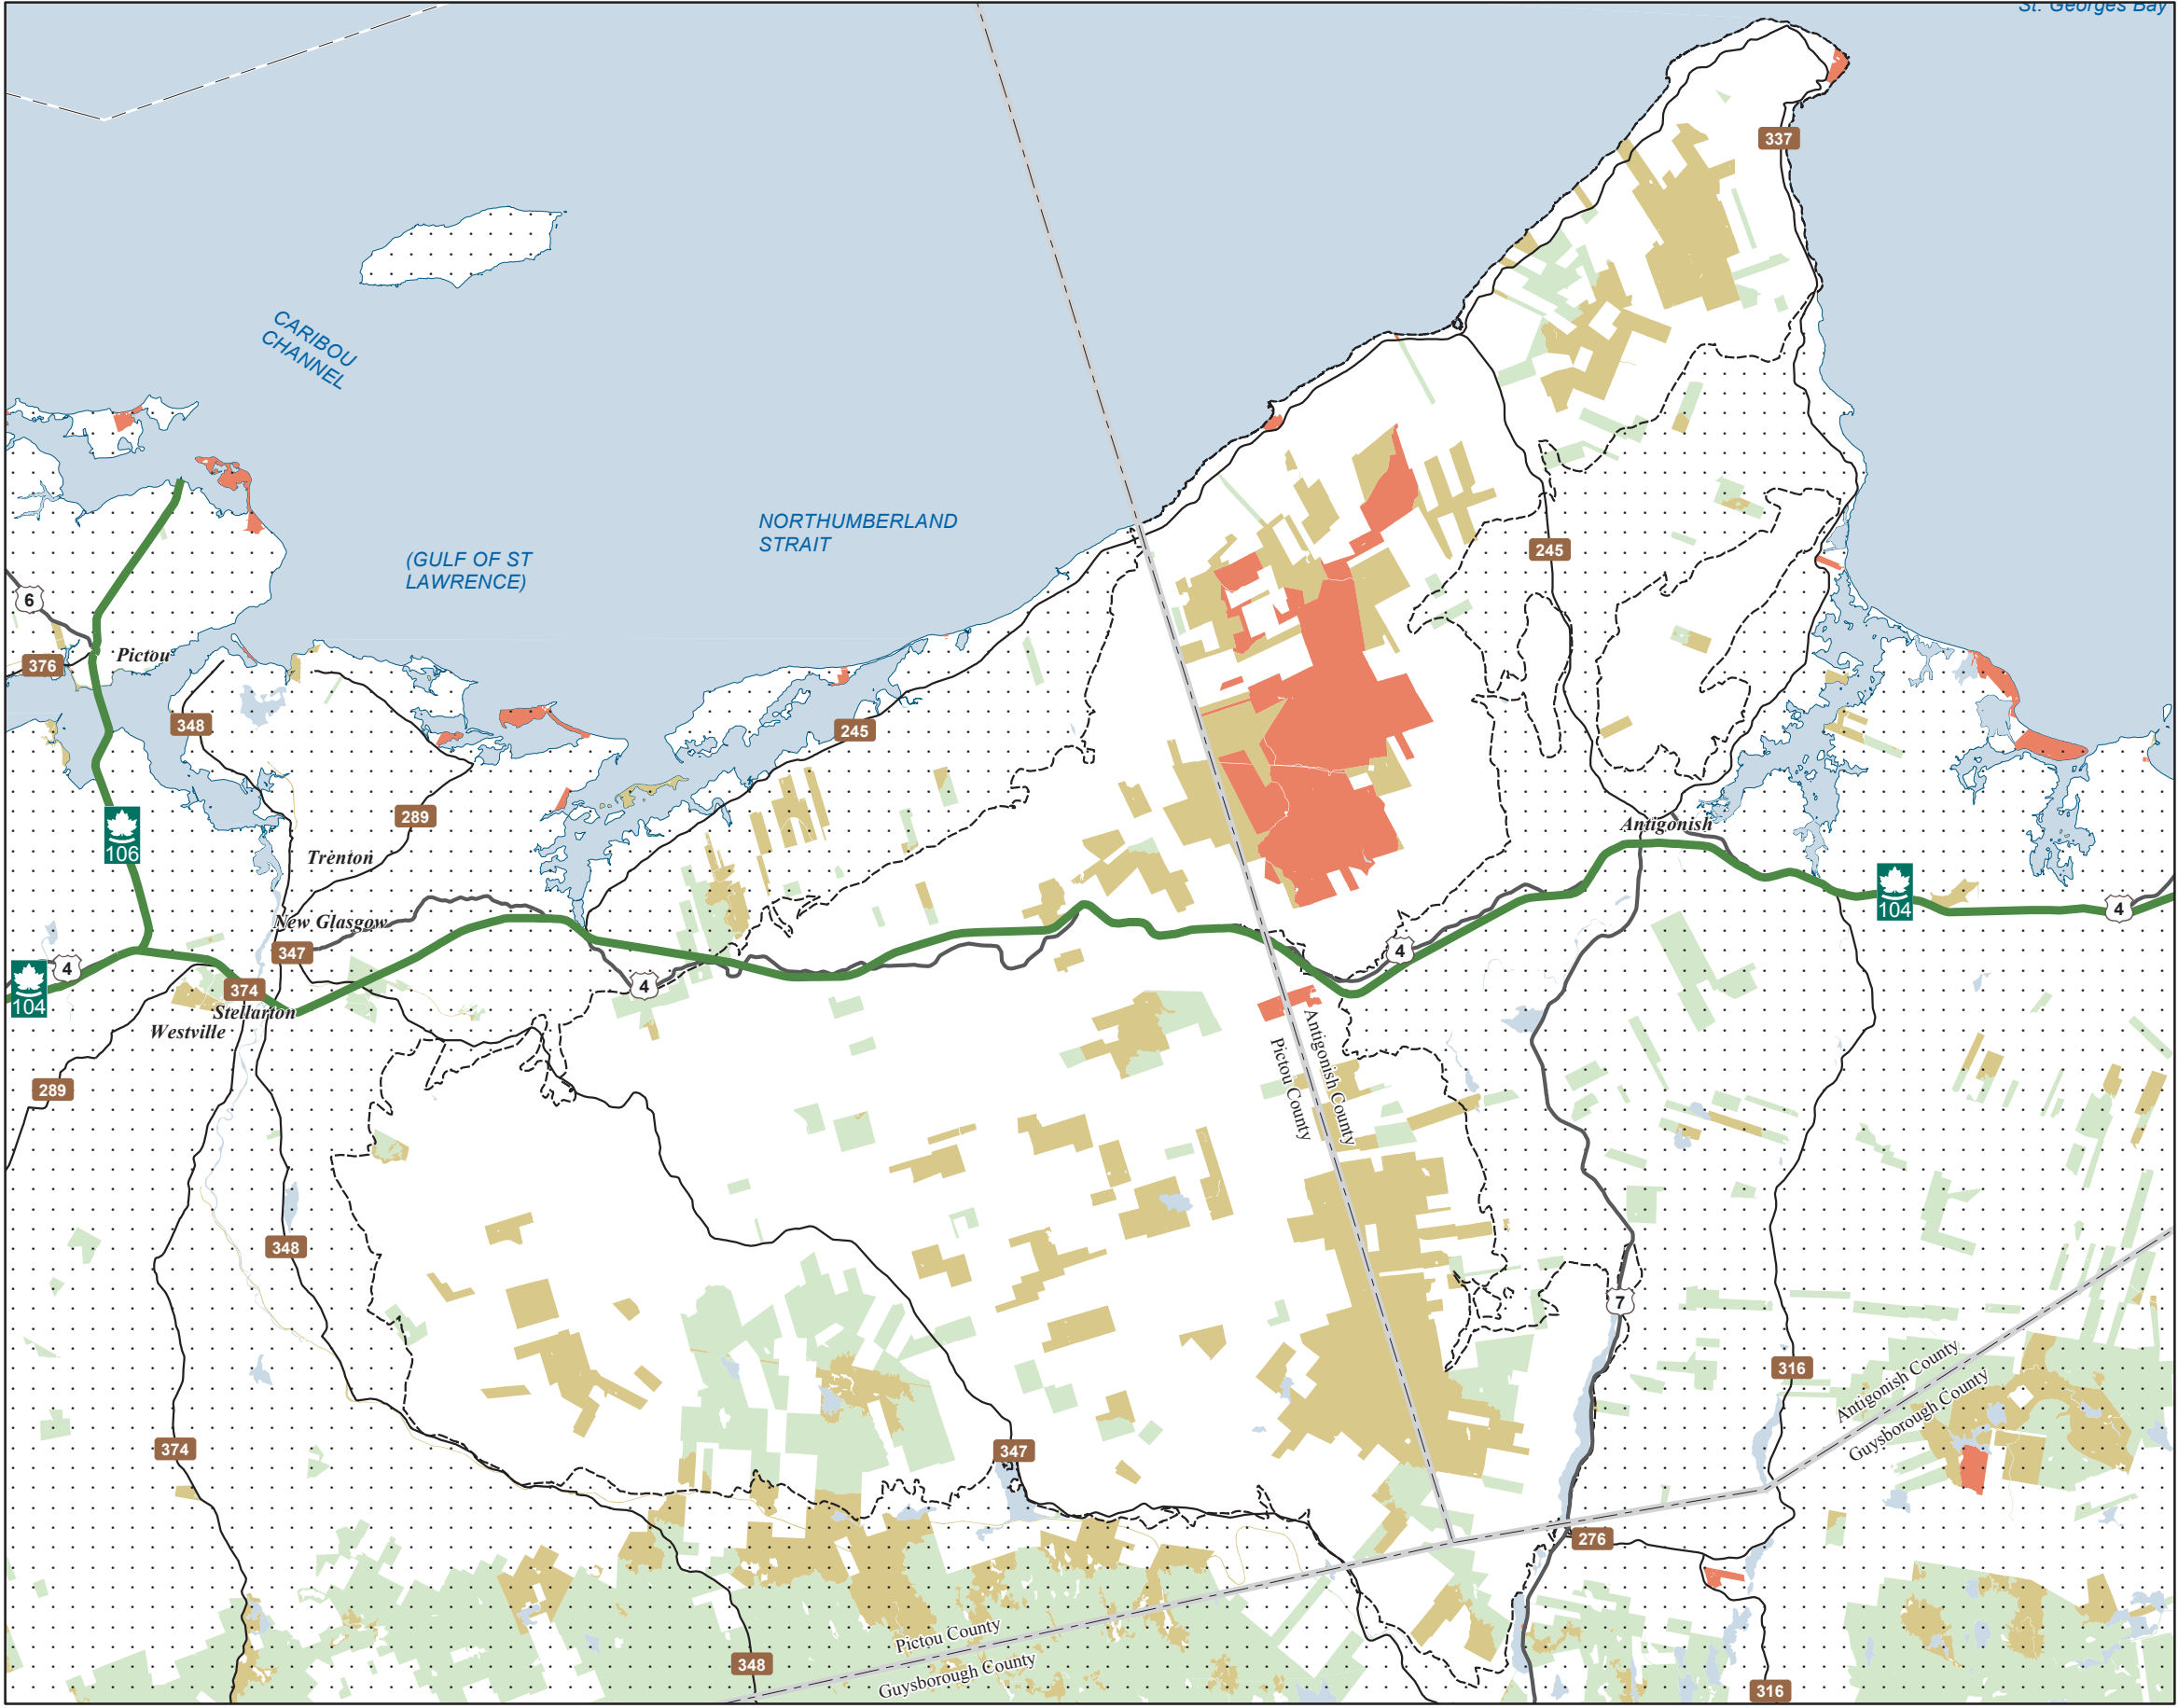 St. Georges Bay
337
CARIBOU
CHANNEL
NORTHUMBERLAND
STRAIT
(GULF OF ST
LAWRENCE)
245
6
Pictou
376
348
245
289
106
Trenton
Antigonish
104
4
New Glasgow
347
4
4
104
374
4
Stellarton
Westville
289
Antigonish County
Pictou County
348
7
316
Antigonish County
Guysborough County
374
347
276
Pictou County
Guysborough County
348
316